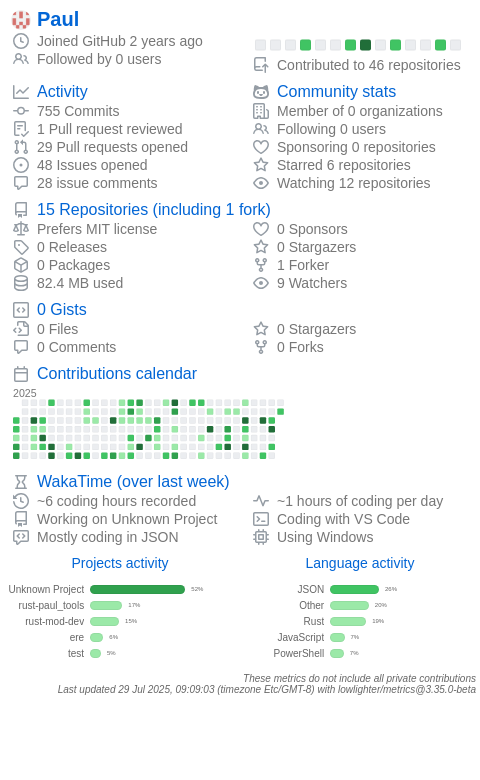 Paul
Joined GitHub 2 years ago
Followed by 0 users
Contributed to 46 repositories
Activity
755 Commits
1 Pull request reviewed
29 Pull requests opened
48 Issues opened
28 issue comments
Community stats
Member of 0 organizations
Following 0 users
Sponsoring 0 repositories
Starred 6 repositories
Watching 12 repositories
15 Repositories (including 1 fork)
Prefers MIT license
0 Releases
0 Packages
82.4 MB used
0 Sponsors
0 Stargazers
1 Forker
9 Watchers
0 Gists
0 Files
0 Comments
0 Stargazers
0 Forks
Contributions calendar
2025
WakaTime (over last week)
~6 coding hours recorded
Working on Unknown Project
Mostly coding in JSON
~1 hours of coding per day
Coding with VS Code
Using Windows
Projects activity
Unknown Project 52%
rust-paul_tools 17%
rust-mod-dev 15%
ere 6%
test 5%
Language activity
JSON 26%
Other 20%
Rust 19%
JavaScript 7%
PowerShell 7%
These metrics do not include all private contributions
Last updated 29 Jul 2025, 09:09:03 (timezone Etc/GMT-8) with lowlighter/metrics@3.35.0-beta